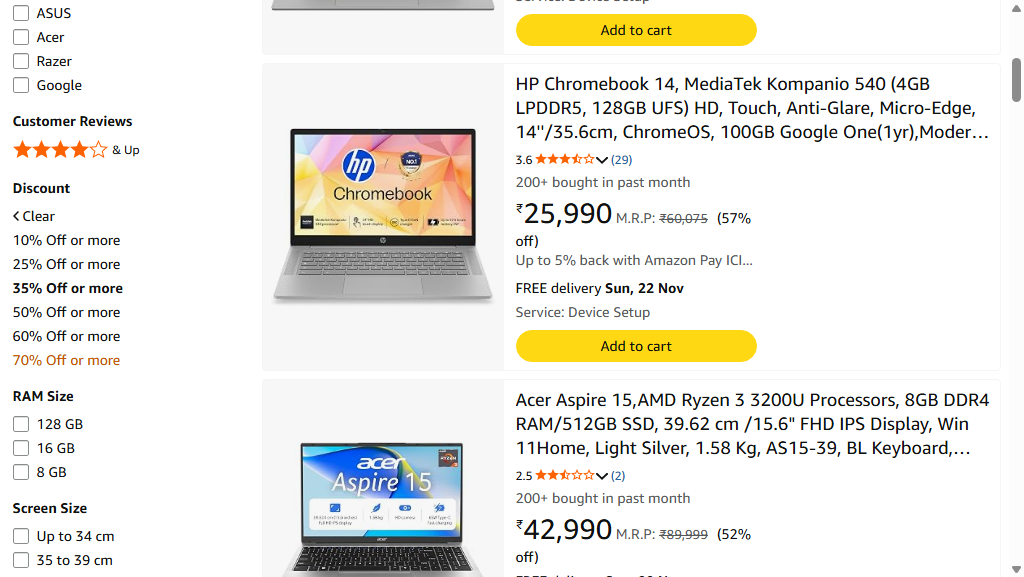 ASUS
Acer
Razer
Google
Customer Reviews
& Up
Discount
Clear
10% Off or more
25% Off or more
35% Off or more
50% Off or more
60% Off or more
70% Off or more
RAM Size
128 GB
16 GB
8 GB
Screen Size
Up to 34 cm
35 to 39 cm
Add to cart
hp
NO.1
Chromebook
HP Chromebook 14, MediaTek Kompanio 540 (4GB
LPDDR5, 128GB UFS) HD, Touch, Anti-Glare, Micro-Edge,
14''/35.6cm, ChromeOS, 100GB Google One(1yr),Moder…
3.6 (29)
200+ bought in past month
₹25,990 M.R.P: ₹60,075 (57%
off)
Up to 5% back with Amazon Pay ICI…
FREE delivery Sun, 22 Nov
Service: Device Setup
Add to cart
acer
Aspire 15
RYZEN
Acer Aspire 15,AMD Ryzen 3 3200U Processors, 8GB DDR4
RAM/512GB SSD, 39.62 cm /15.6" FHD IPS Display, Win
11Home, Light Silver, 1.58 Kg, AS15-39, BL Keyboard,…
2.5 (2)
200+ bought in past month
₹42,990 M.R.P: ₹89,999 (52%
off)